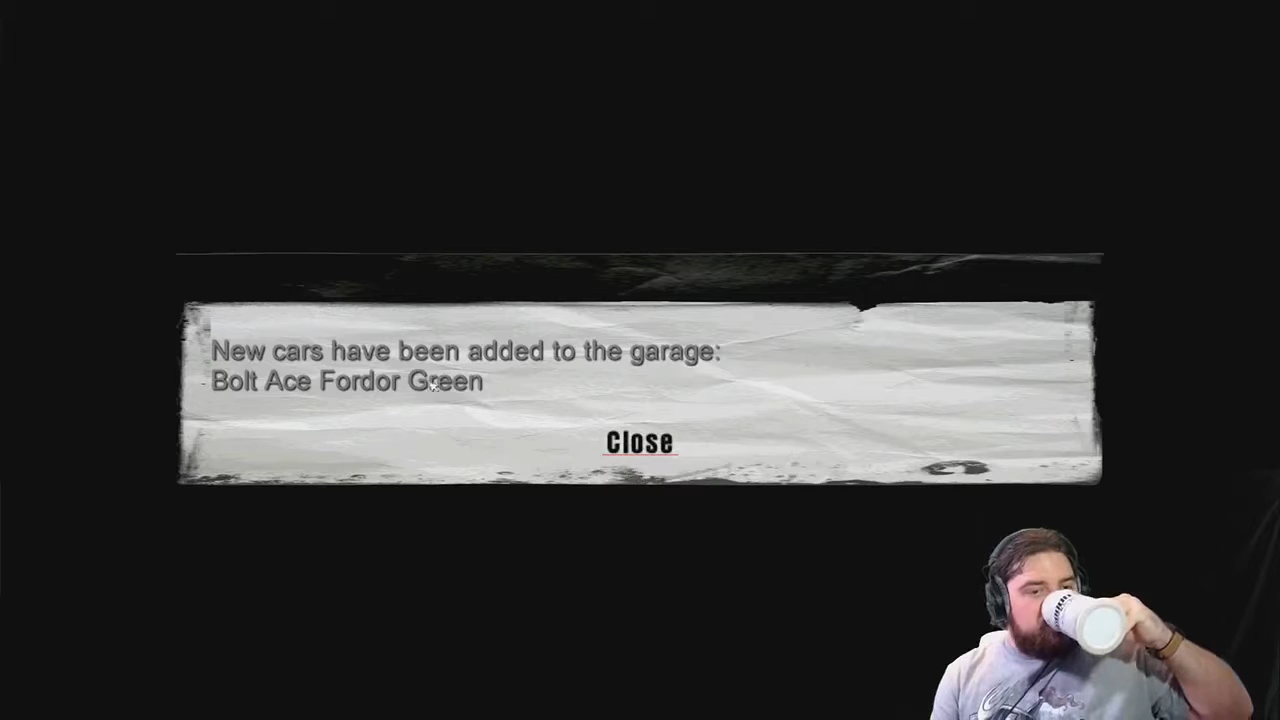 New cars have been added to the garage:
Bolt Ace Fordor Green
Close